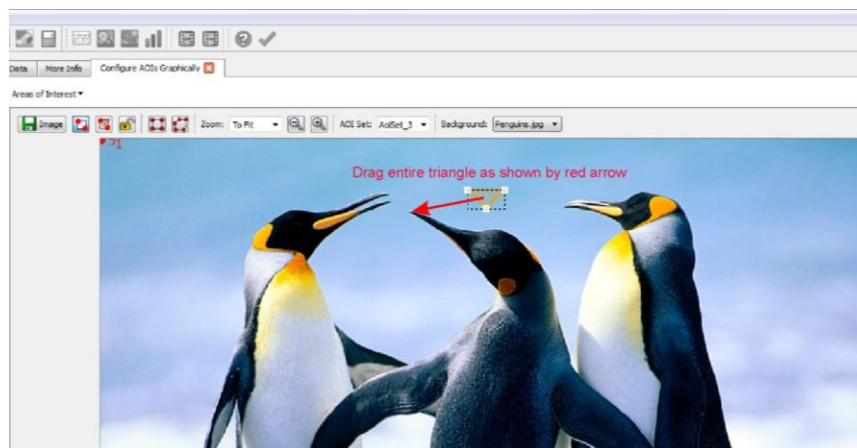 Data More Info Configure AOIs Graphically
Areas of Interest
Image Zoom: To Fit AOI Set: AoiSet_3 Background: Penguins.jpg
Drag entire triangle as shown by red arrow